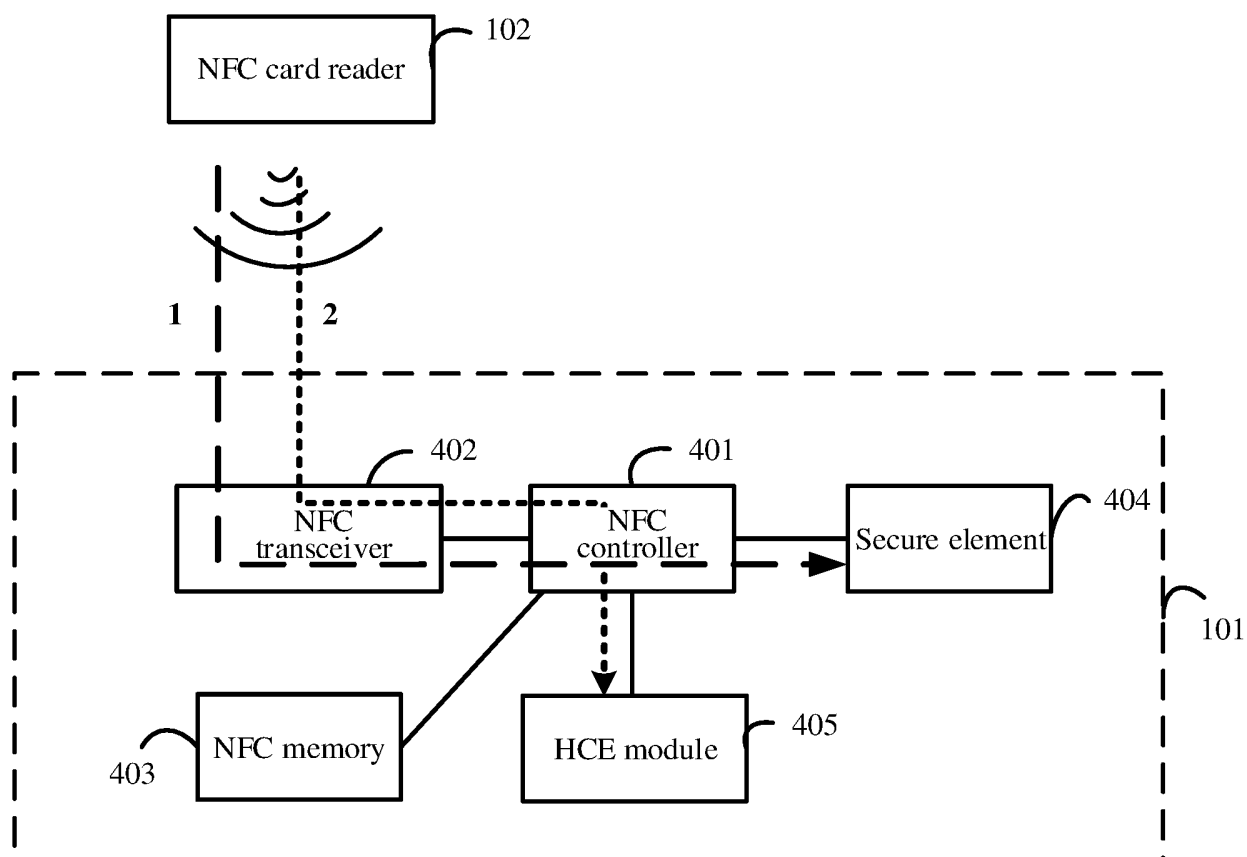 102
NFC card reader
1
2
402
401
404
NFC
transceiver
NFC
controller
Secure element
101
403
NFC memory
HCE module
405